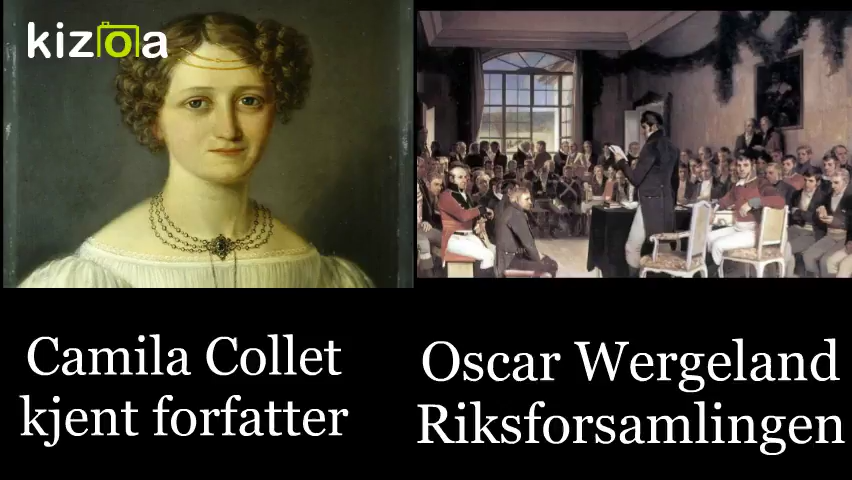 kizoa
Camila Collet
kjent forfatter
Oscar Wergeland
Riksforsamlingen